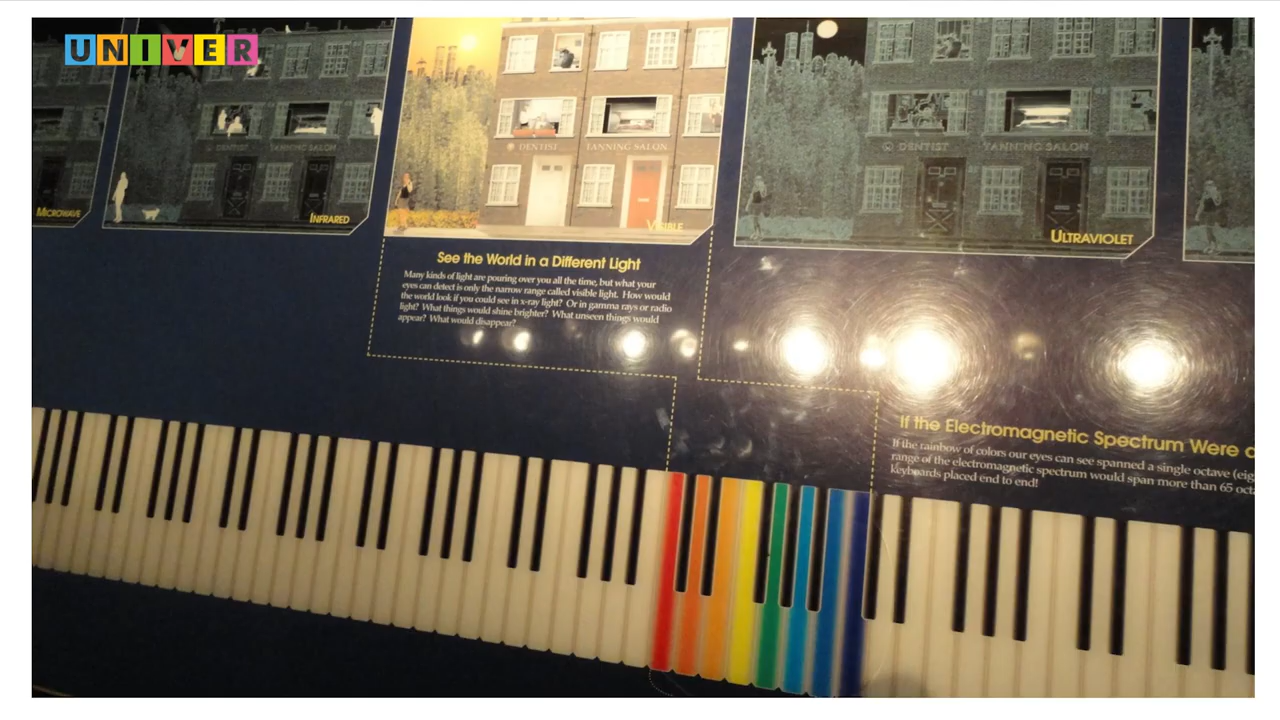 UNIVER
DENTIST TANNING SALON
DENTIST TANNING SALON
DENTIST TANNING SALON
MICROWAVE
INFRARED
VISIBLE
ULTRAVIOLET
See the World in a Different Light
Many kinds of light are pouring over you all the time, but what your
eyes can detect is only the narrow range called visible light. How would
the world look if you could see in x-ray light? Or in gamma rays or radio
light? What things would shine brighter? What unseen things would
appear? What would disappear?
If the Electromagnetic Spectrum Were
If the rainbow of colors our eyes can see spanned a single octave
range of the electromagnetic spectrum would span more than 65
keyboards placed end to end!